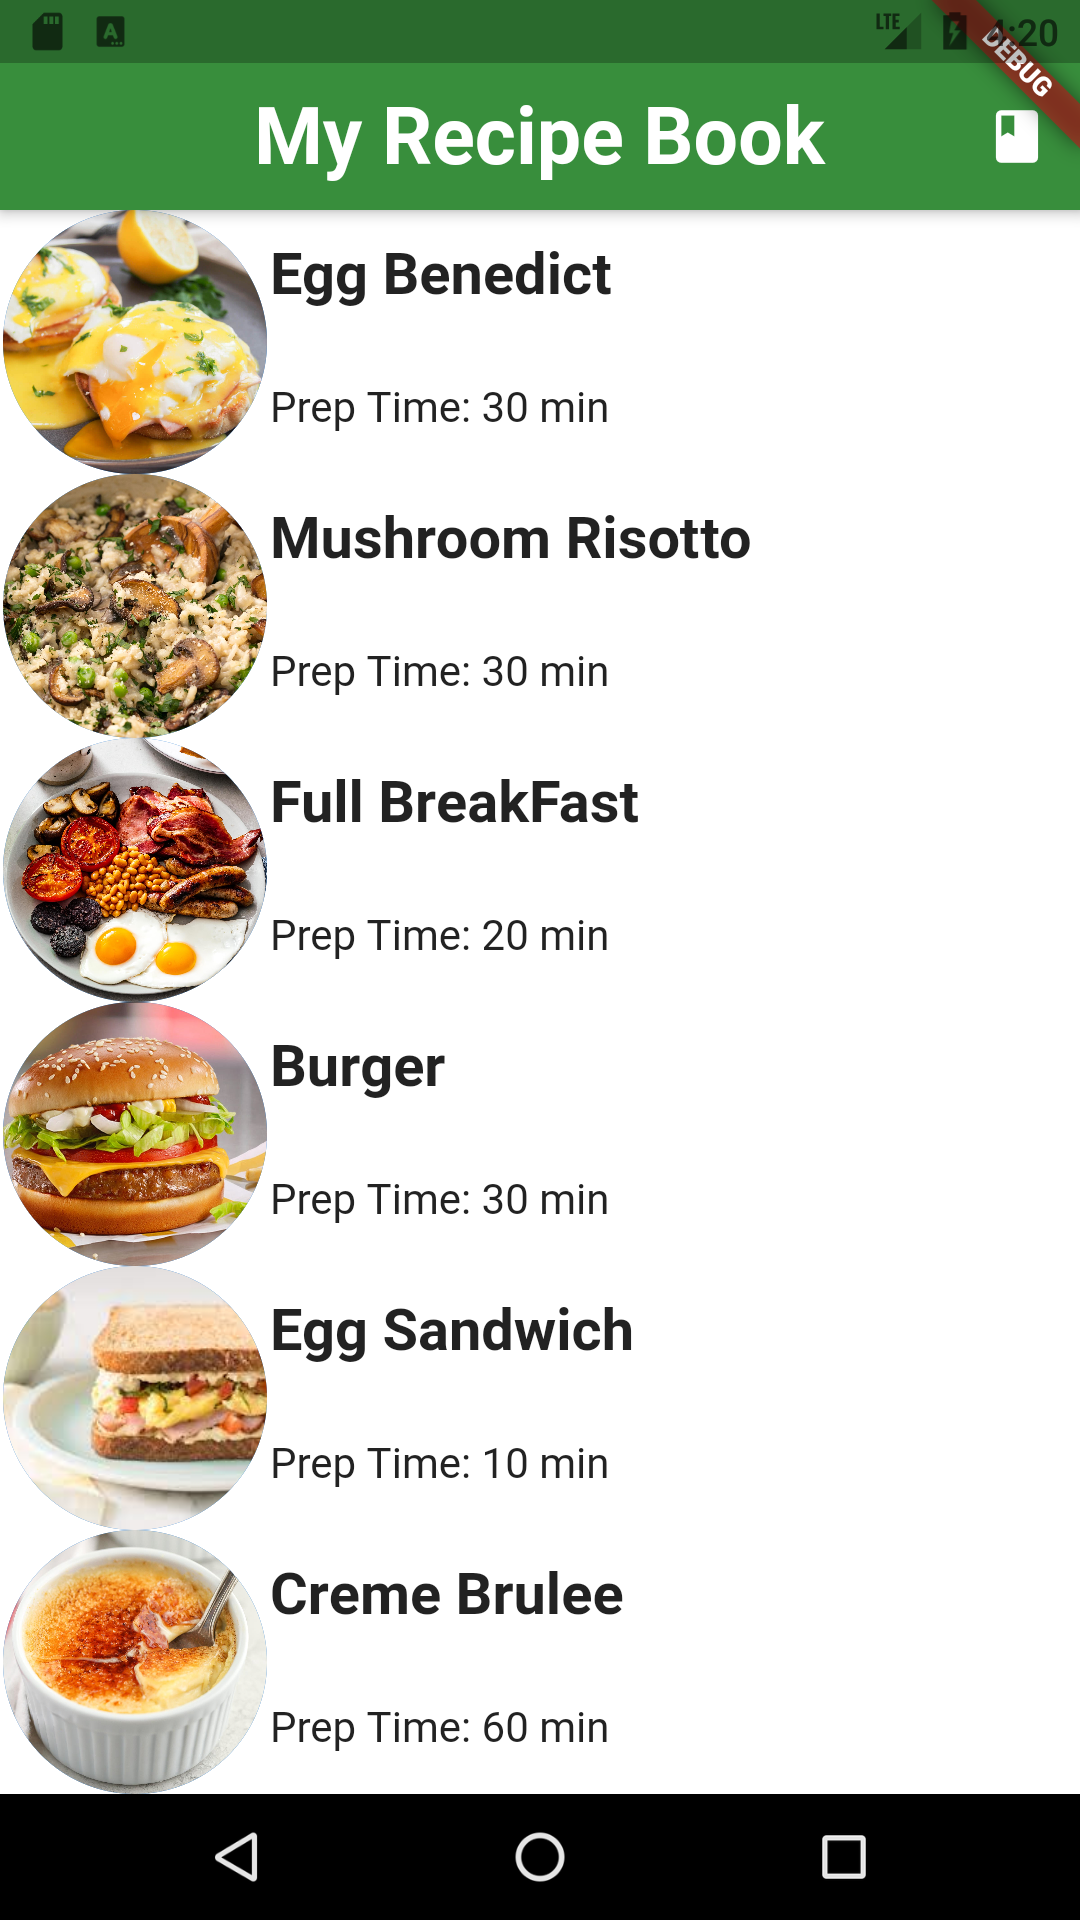 LTE 4:20
DEBUG
My Recipe Book
Egg Benedict
Prep Time: 30 min
Mushroom Risotto
Prep Time: 30 min
Full BreakFast
Prep Time: 20 min
Burger
Prep Time: 30 min
Egg Sandwich
Prep Time: 10 min
Creme Brulee
Prep Time: 60 min